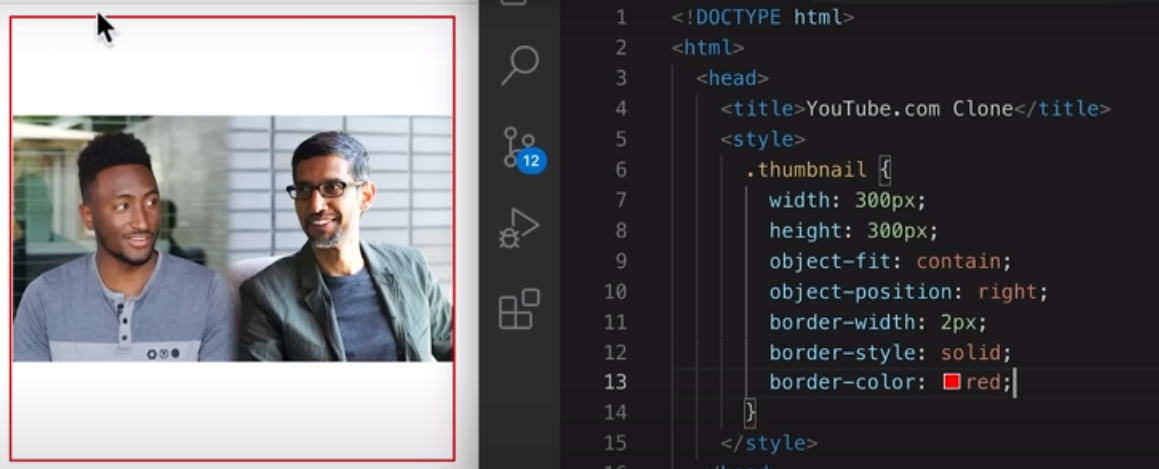 12
1 <!DOCTYPE html>
2 <html>
3 <head>
4 <title>YouTube.com Clone</title>
5 <style>
6 .thumbnail {
7 width: 300px;
8 height: 300px;
9 object-fit: contain;
10 object-position: right;
11 border-width: 2px;
12 border-style: solid;
13 border-color: red;
14 }
15 </style>